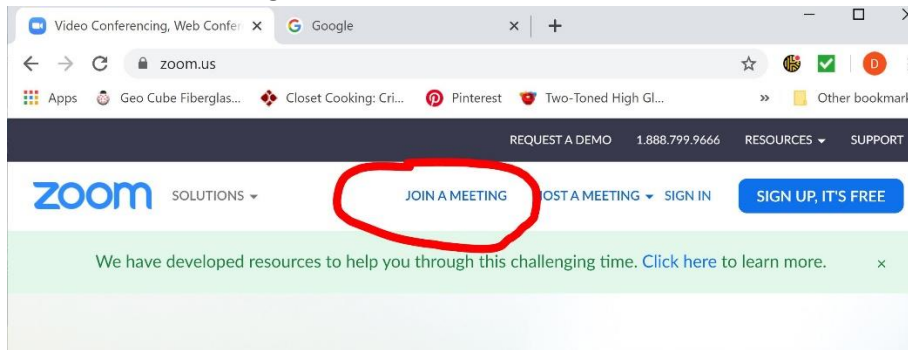 Video Conferencing, Web Confer
Google
zoom.us
D
Apps Geo Cube Fiberglas... Closet Cooking: Cri... Pinterest Two-Toned High Gl... » Other bookmark
REQUEST A DEMO 1.888.799.9666 RESOURCES SUPPORT
zoom SOLUTIONS JOIN A MEETING HOST A MEETING SIGN IN SIGN UP, IT'S FREE
We have developed resources to help you through this challenging time. Click here to learn more. ×